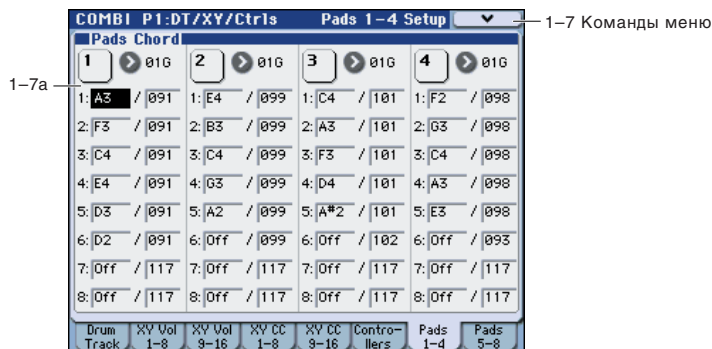 COMBI P1:DT/XY/Ctrls Pads 1-4 Setup
1–7 Команды меню
Pads Chord
1 01G 2 01G 3 01G 4 01G
1–7a
1: A3 / 091 1: E4 / 099 1: C4 / 101 1: F2 / 098
2: F3 / 091 2: B3 / 099 2: A3 / 101 2: G3 / 098
3: C4 / 091 3: C4 / 099 3: F3 / 101 3: C4 / 098
4: E4 / 091 4: G3 / 099 4: D4 / 101 4: A3 / 098
5: D3 / 091 5: A2 / 099 5: A#2 / 101 5: E3 / 098
6: D2 / 091 6: Off / 099 6: Off / 102 6: Off / 093
7: Off / 117 7: Off / 117 7: Off / 117 7: Off / 117
8: Off / 117 8: Off / 117 8: Off / 117 8: Off / 117
Drum Track XY Vol 1-8 XY Vol 9-16 XY CC 1-8 XY CC 9-16 Contro-llers Pads 1-4 Pads 5-8